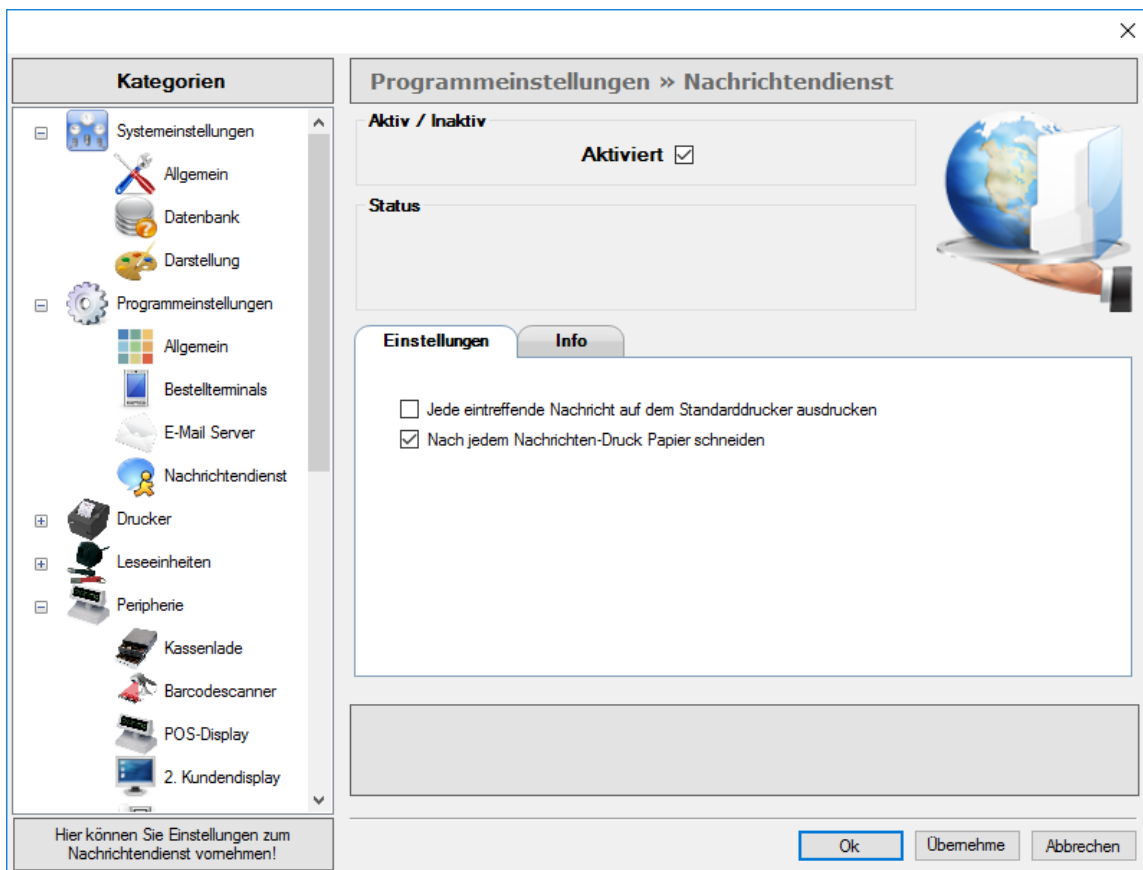 Kategorien
Systemeinstellungen
Allgemein
Datenbank
Darstellung
Programmeinstellungen
Allgemein
Bestellterminals
E-Mail Server
Nachrichtendienst
Drucker
Leseeinheiten
Peripherie
Kassenlade
Barcodescanner
POS-Display
2. Kundendisplay
Hier können Sie Einstellungen zum
Nachrichtendienst vornehmen!
Programmeinstellungen » Nachrichtendienst
Aktiv / Inaktiv
Aktiviert
Status
Einstellungen
Info
Jede eintreffende Nachricht auf dem Standarddrucker ausdrucken
Nach jedem Nachrichten-Druck Papier schneiden
Ok
Übernehme
Abbrechen